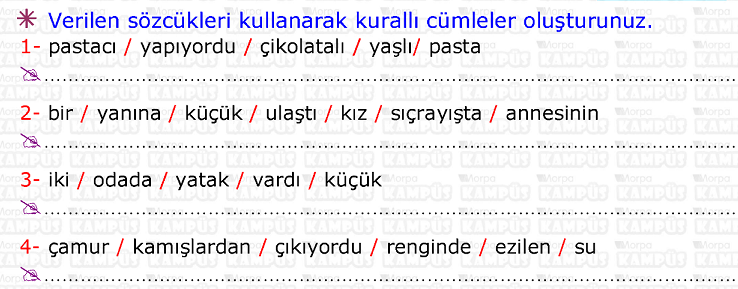 ✳ Verilen sözcükleri kullanarak kurallı cümleler oluşturunuz.
1- pastacı / yapıyordu / çikolatalı / yaşlı/ pasta
2- bir / yanına / küçük / ulaştı / kız / sıçrayışta / annesinin
3- iki / odada / yatak / vardı / küçük
4- çamur / kamışlardan / çıkıyordu / renginde / ezilen / su